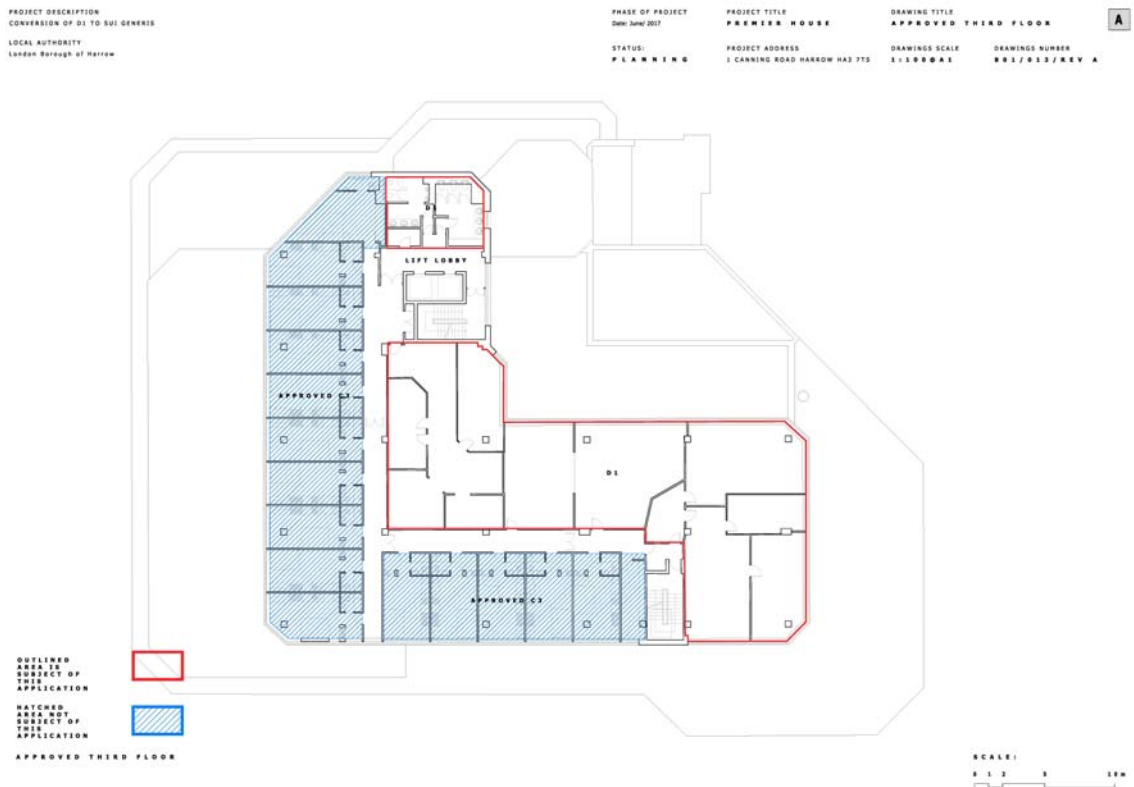 PROJECT DESCRIPTION
CONVERSION OF D1 TO SUI GENERIS
LOCAL AUTHORITY
London Borough of Harrow
PHASE OF PROJECT
Date: June/ 2017
STATUS:
PLANNING
PROJECT TITLE
PREMIER HOUSE
PROJECT ADDRESS
1 CANNING ROAD HARROW HA3 7TS
DRAWING TITLE
APPROVED THIRD FLOOR
DRAWINGS SCALE
1:100@A1
DRAWINGS NUMBER
B01/013/REV A
A
LIFT LOBBY
APPROVED C3
D1
APPROVED C3
OUTLINED
AREA IS
SUBJECT OF
THIS
APPLICATION
HATCHED
AREA NOT
SUBJECT OF
THIS
APPLICATION
APPROVED THIRD FLOOR
SCALE:
0 1 2 5 10m